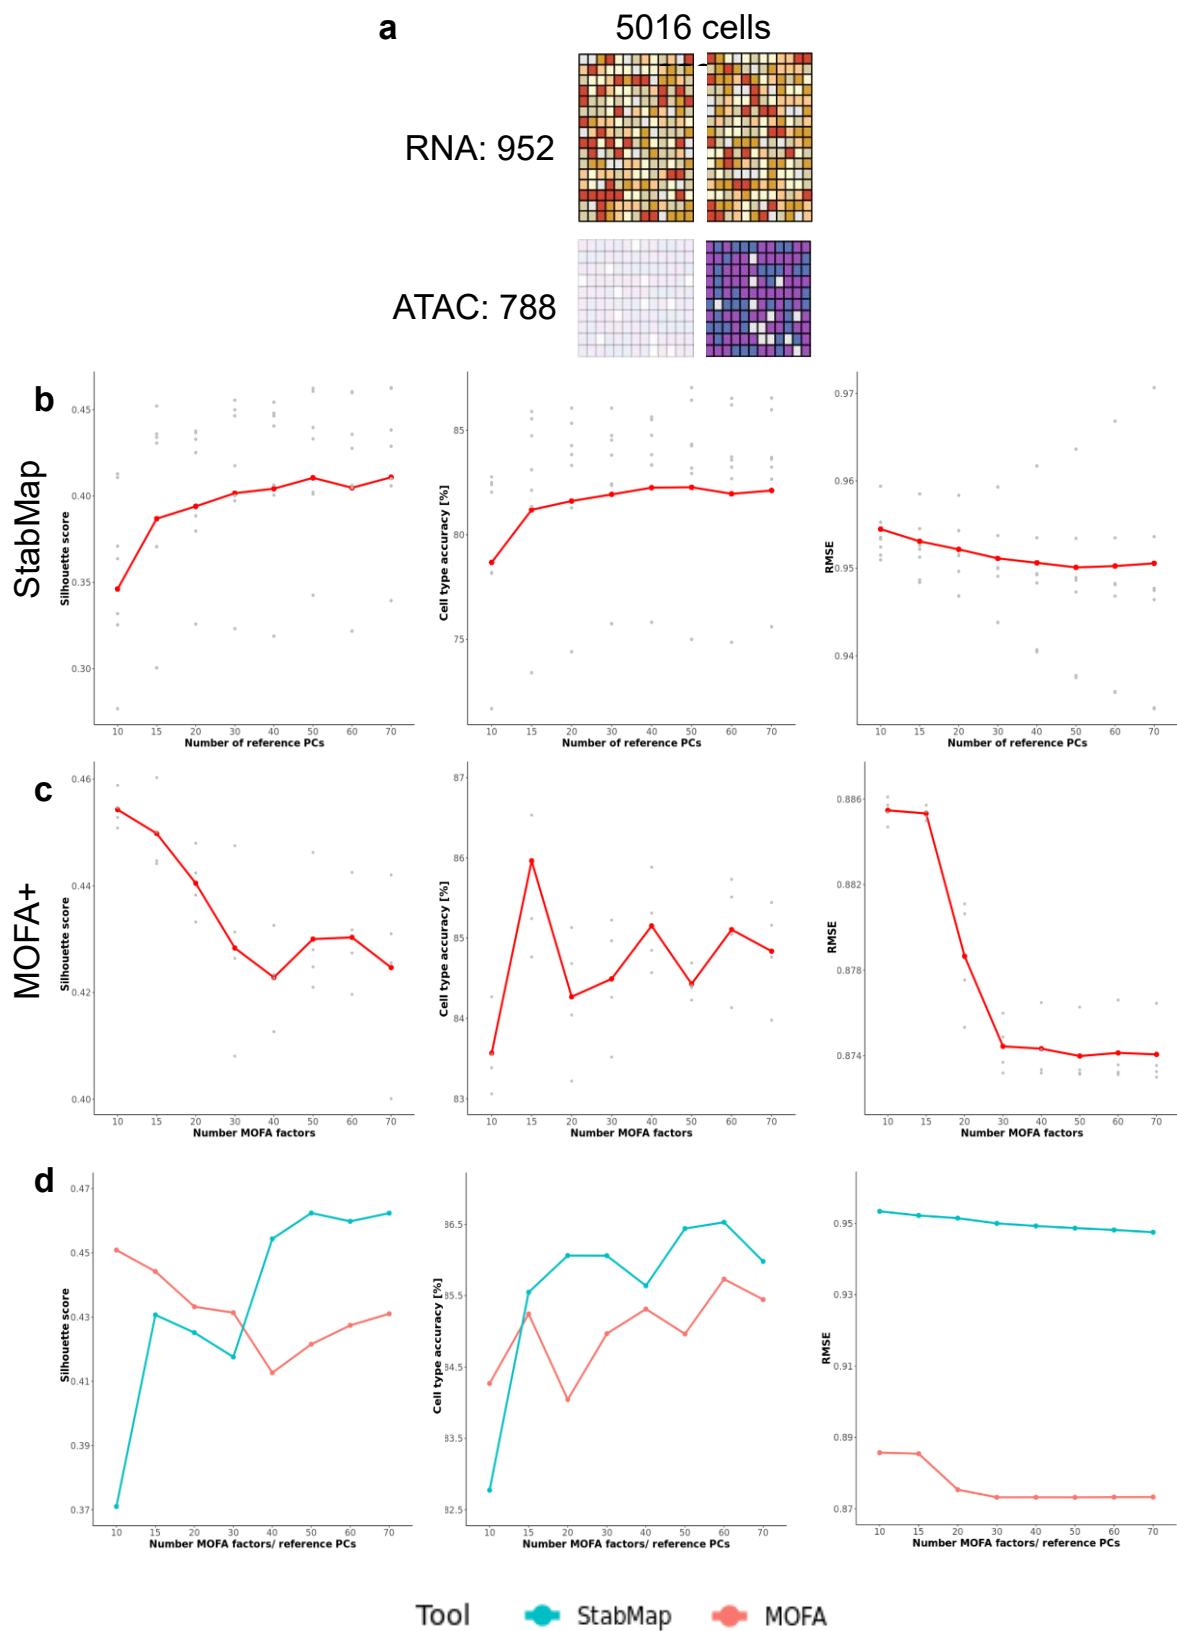 a
5016 cells
RNA: 952
ATAC: 788
b
StabMap
Silhouette score
0.45
0.40
0.35
0.30
10 15 20 30 40 50 60 70
Number of reference PCs
Cell type accuracy [%]
85
80
75
10 15 20 30 40 50 60 70
Number of reference PCs
RMSE
0.97
0.96
0.95
0.94
10 15 20 30 40 50 60 70
Number of reference PCs
c
MOFA+
Silhouette score
0.46
0.44
0.42
0.40
10 15 20 30 40 50 60 70
Number MOFA factors
Cell type accuracy [%]
87
86
85
84
83
10 15 20 30 40 50 60 70
Number MOFA factors
RMSE
0.886
0.882
0.878
0.874
10 15 20 30 40 50 60 70
Number MOFA factors
d
Silhouette score
0.47
0.45
0.43
0.41
0.39
0.37
10 15 20 30 40 50 60 70
Number MOFA factors/ reference PCs
Cell type accuracy [%]
86.5
85.5
84.5
83.5
82.5
10 15 20 30 40 50 60 70
Number MOFA factors/ reference PCs
RMSE
0.95
0.93
0.91
0.89
0.87
10 15 20 30 40 50 60 70
Number MOFA factors/ reference PCs
Tool StabMap MOFA